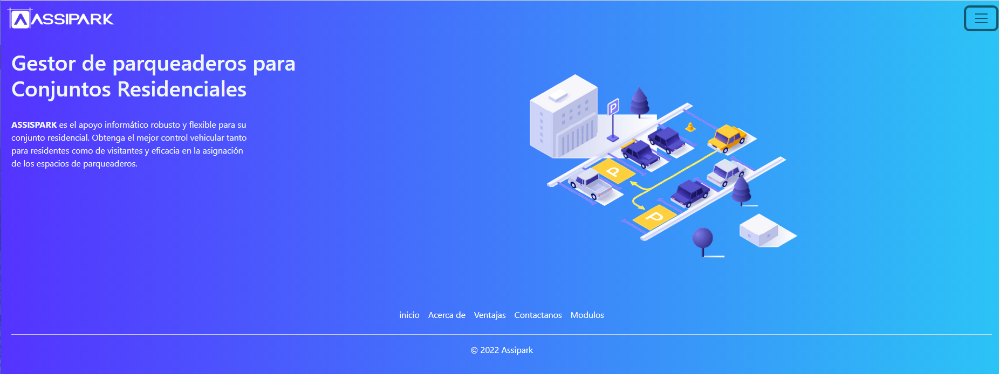 ASSIPARK
Gestor de parqueaderos para
Conjuntos Residenciales
ASSISPARK es el apoyo informático robusto y flexible para su
conjunto residencial. Obtenga el mejor control vehicular tanto
para residentes como de visitantes y eficacia en la asignación
de los espacios de parqueaderos.
P
P
P
inicio Acerca de Ventajas Contactanos Modulos
© 2022 Assipark